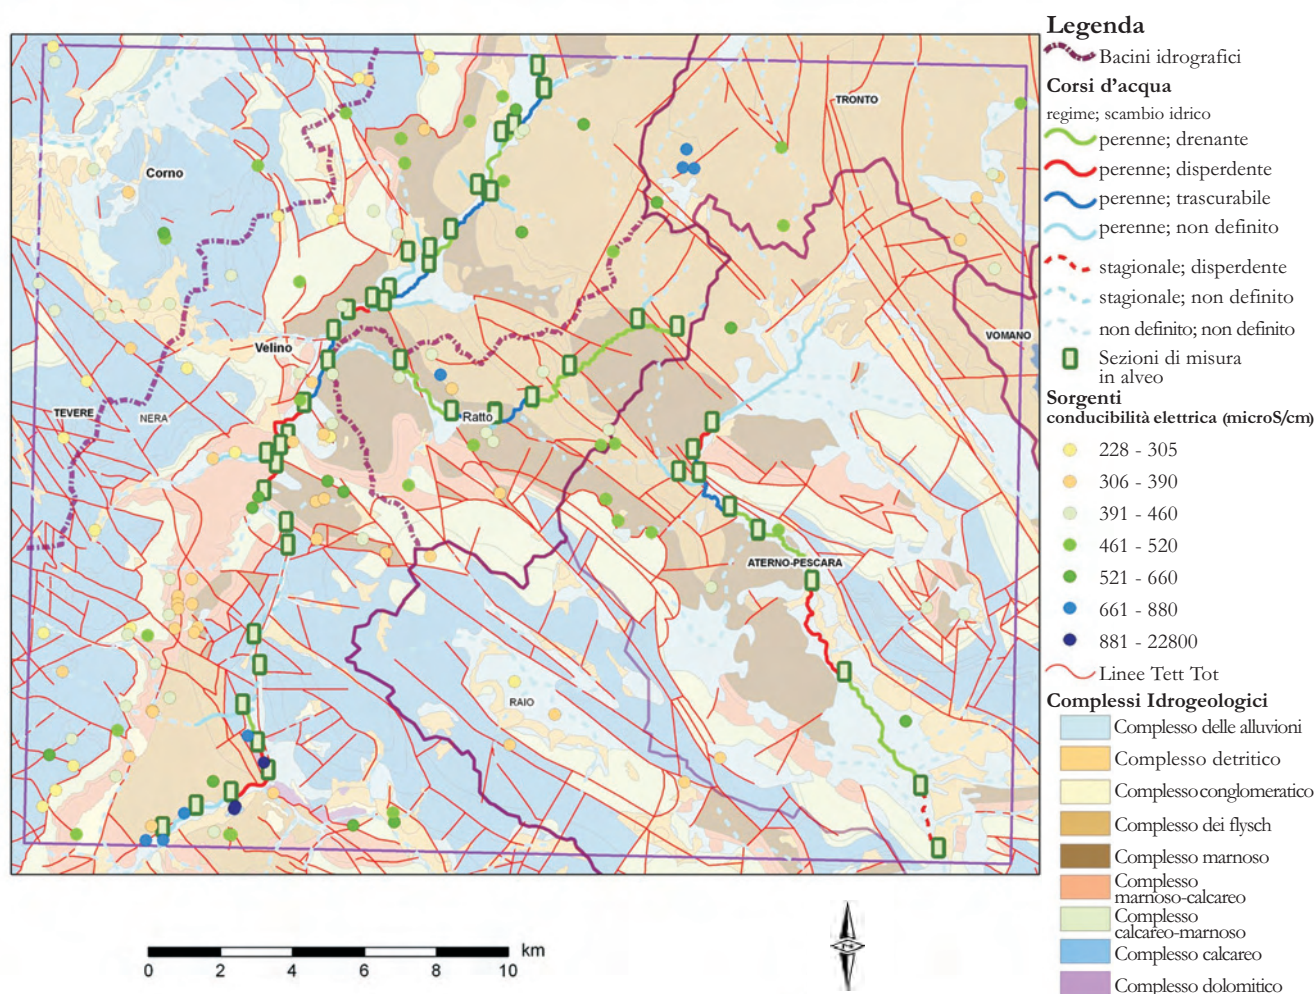 TRONTO
Corno
VOMANO
Velino
TEVERE
NERA
Ratto
ATERNO-PESCARA
RAIO
km
0 2 4 6 8 10
N
Legenda
Bacini idrografici
Corsi d'acqua
regime; scambio idrico
perenne; drenante
perenne; disperdente
perenne; trascurabile
perenne; non definito
stagionale; disperdente
stagionale; non definito
non definito; non definito
Sezioni di misura
in alveo
Sorgenti
conducibilità elettrica (microS/cm)
228 - 305
306 - 390
391 - 460
461 - 520
521 - 660
661 - 880
881 - 22800
Linee Tett Tot
Complessi Idrogeologici
Complesso delle alluvioni
Complesso detritico
Complesso conglomeratico
Complesso dei flysch
Complesso marnoso
Complesso
marnoso-calcareo
Complesso
calcareo-marnoso
Complesso calcareo
Complesso dolomitico